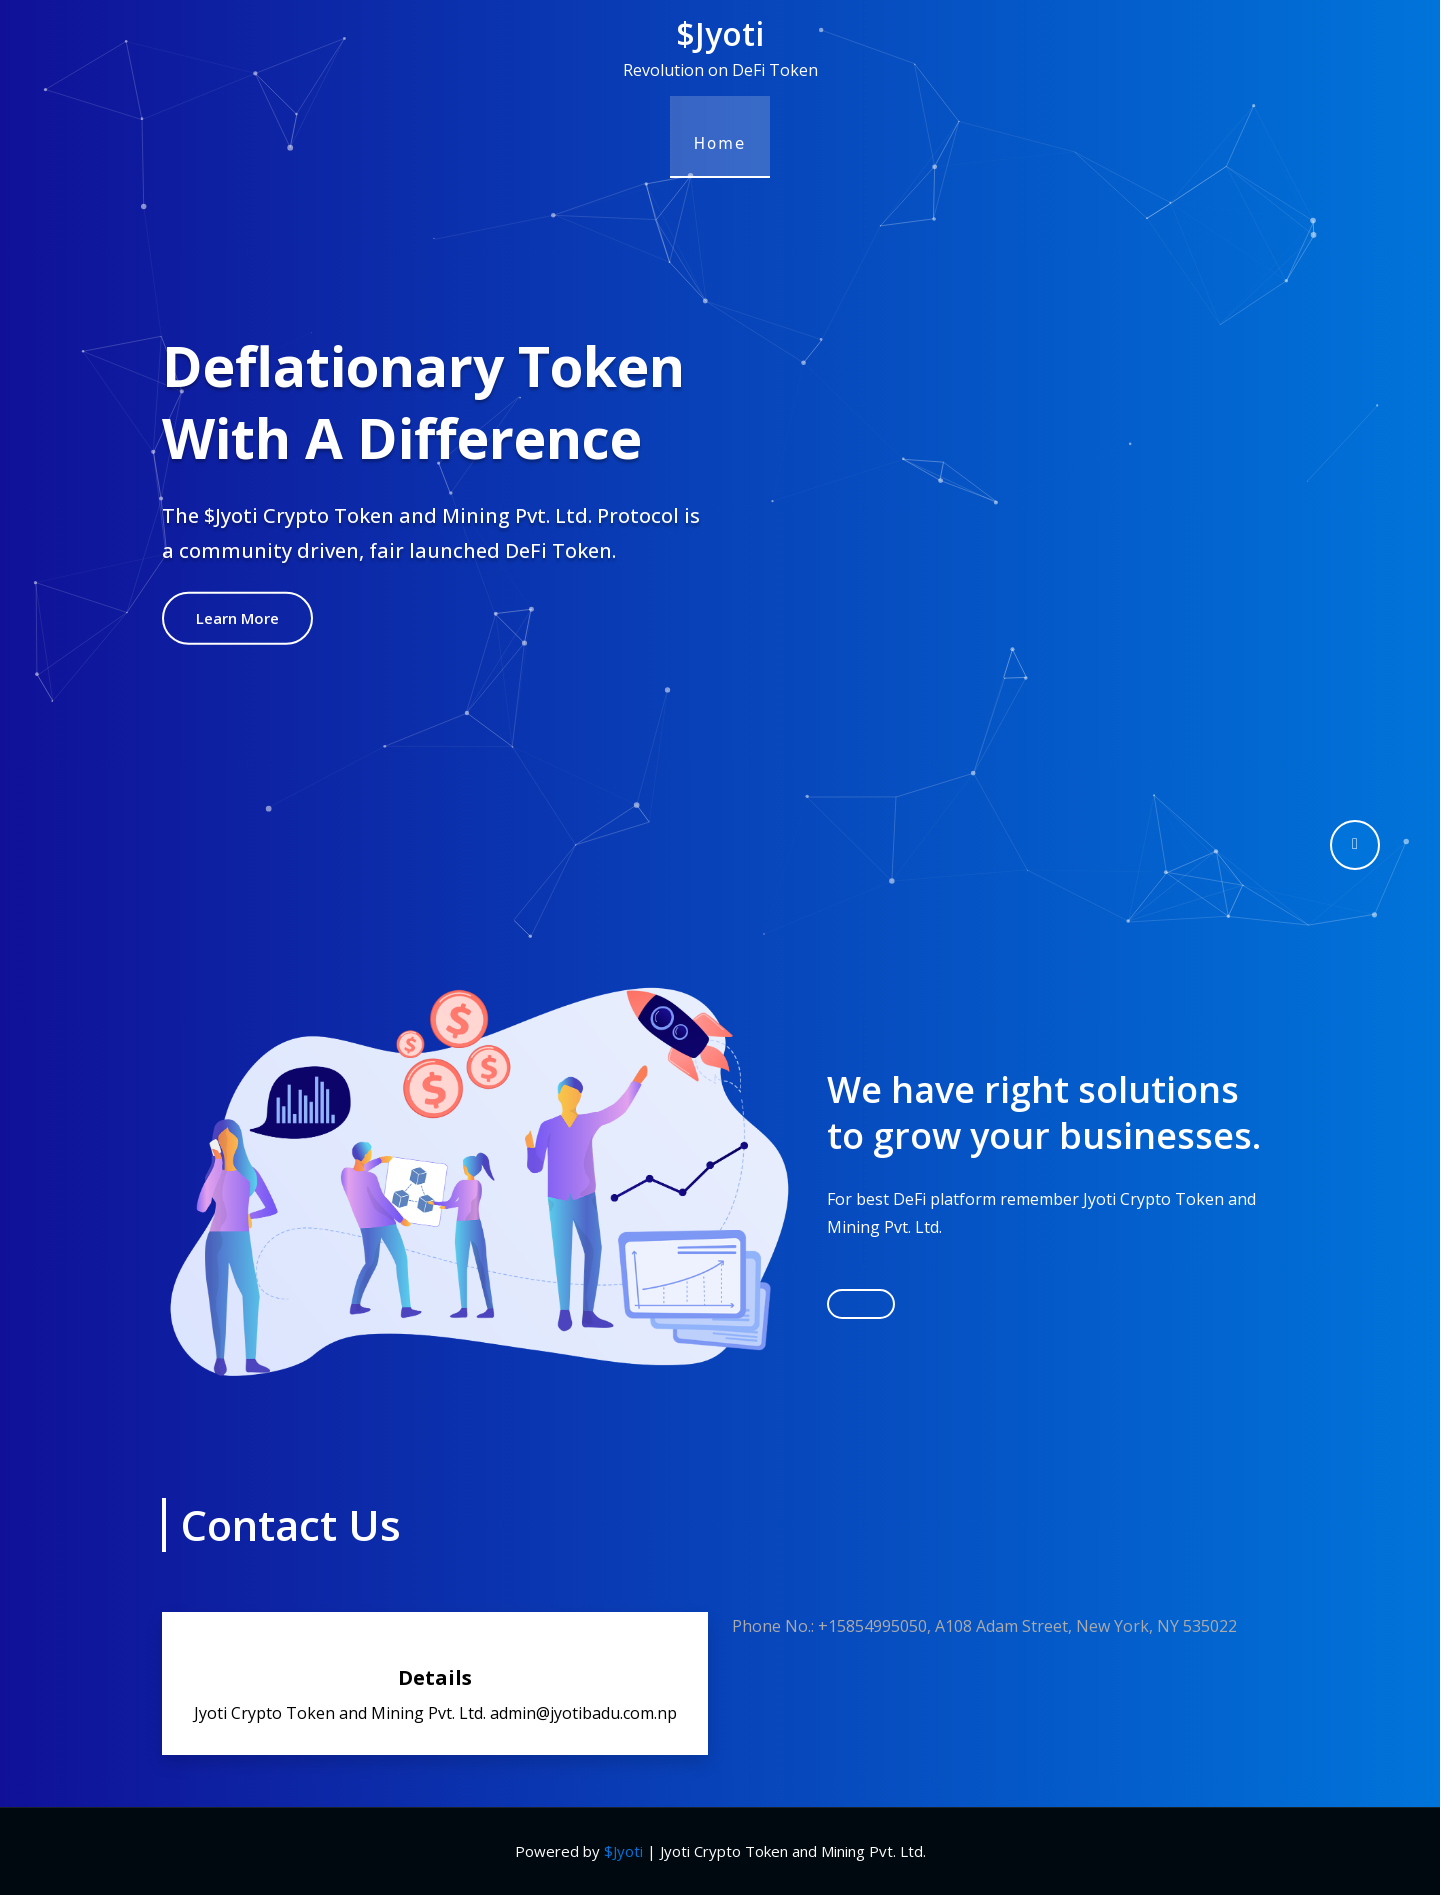 $Jyoti
Revolution on DeFi Token
Home
Deflationary Token
With A Difference
The $Jyoti Crypto Token and Mining Pvt. Ltd. Protocol is
a community driven, fair launched DeFi Token.
Learn More
We have right solutions
to grow your businesses.
For best DeFi platform remember Jyoti Crypto Token and
Mining Pvt. Ltd.
Contact Us
Phone No.: +15854995050, A108 Adam Street, New York, NY 535022
Details
Jyoti Crypto Token and Mining Pvt. Ltd. admin@jyotibadu.com.np
Powered by $Jyoti | Jyoti Crypto Token and Mining Pvt. Ltd.